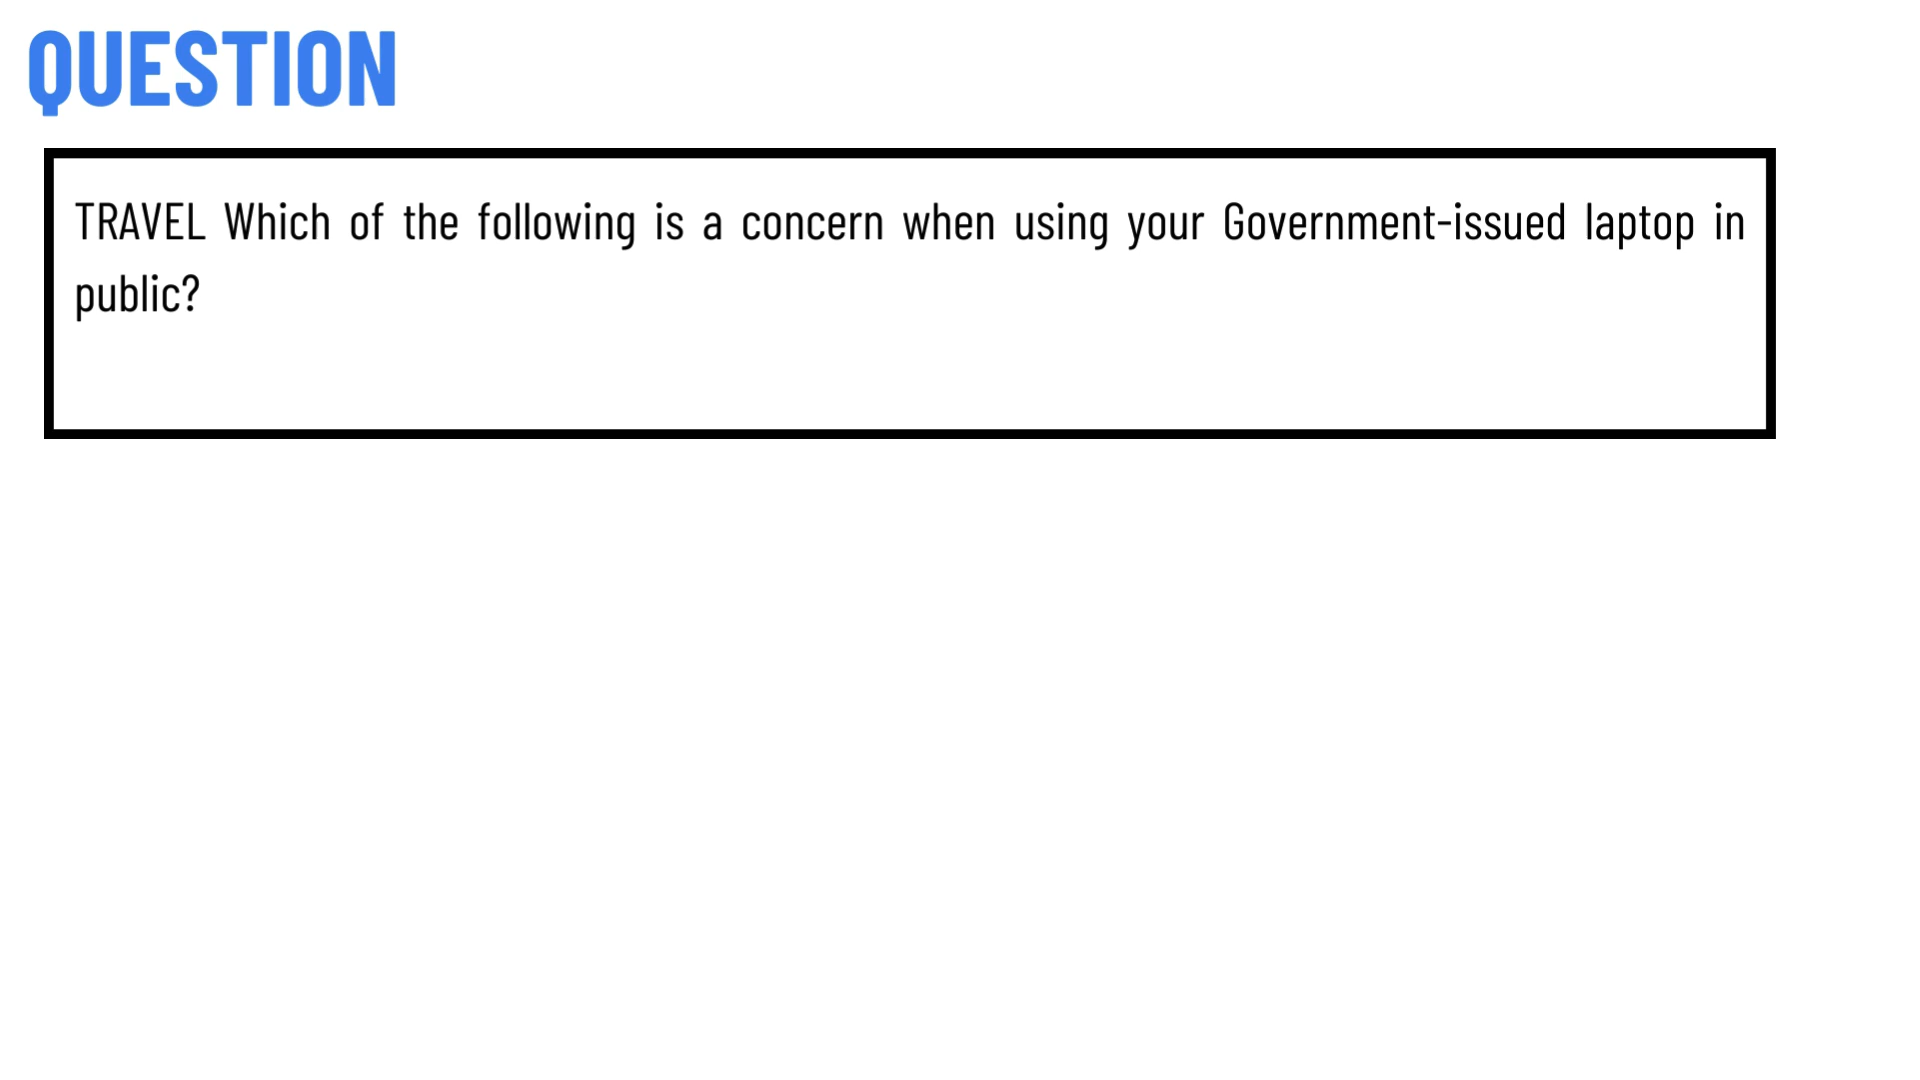 QUESTION
TRAVEL Which of the following is a concern when using your Government-issued laptop in
public?